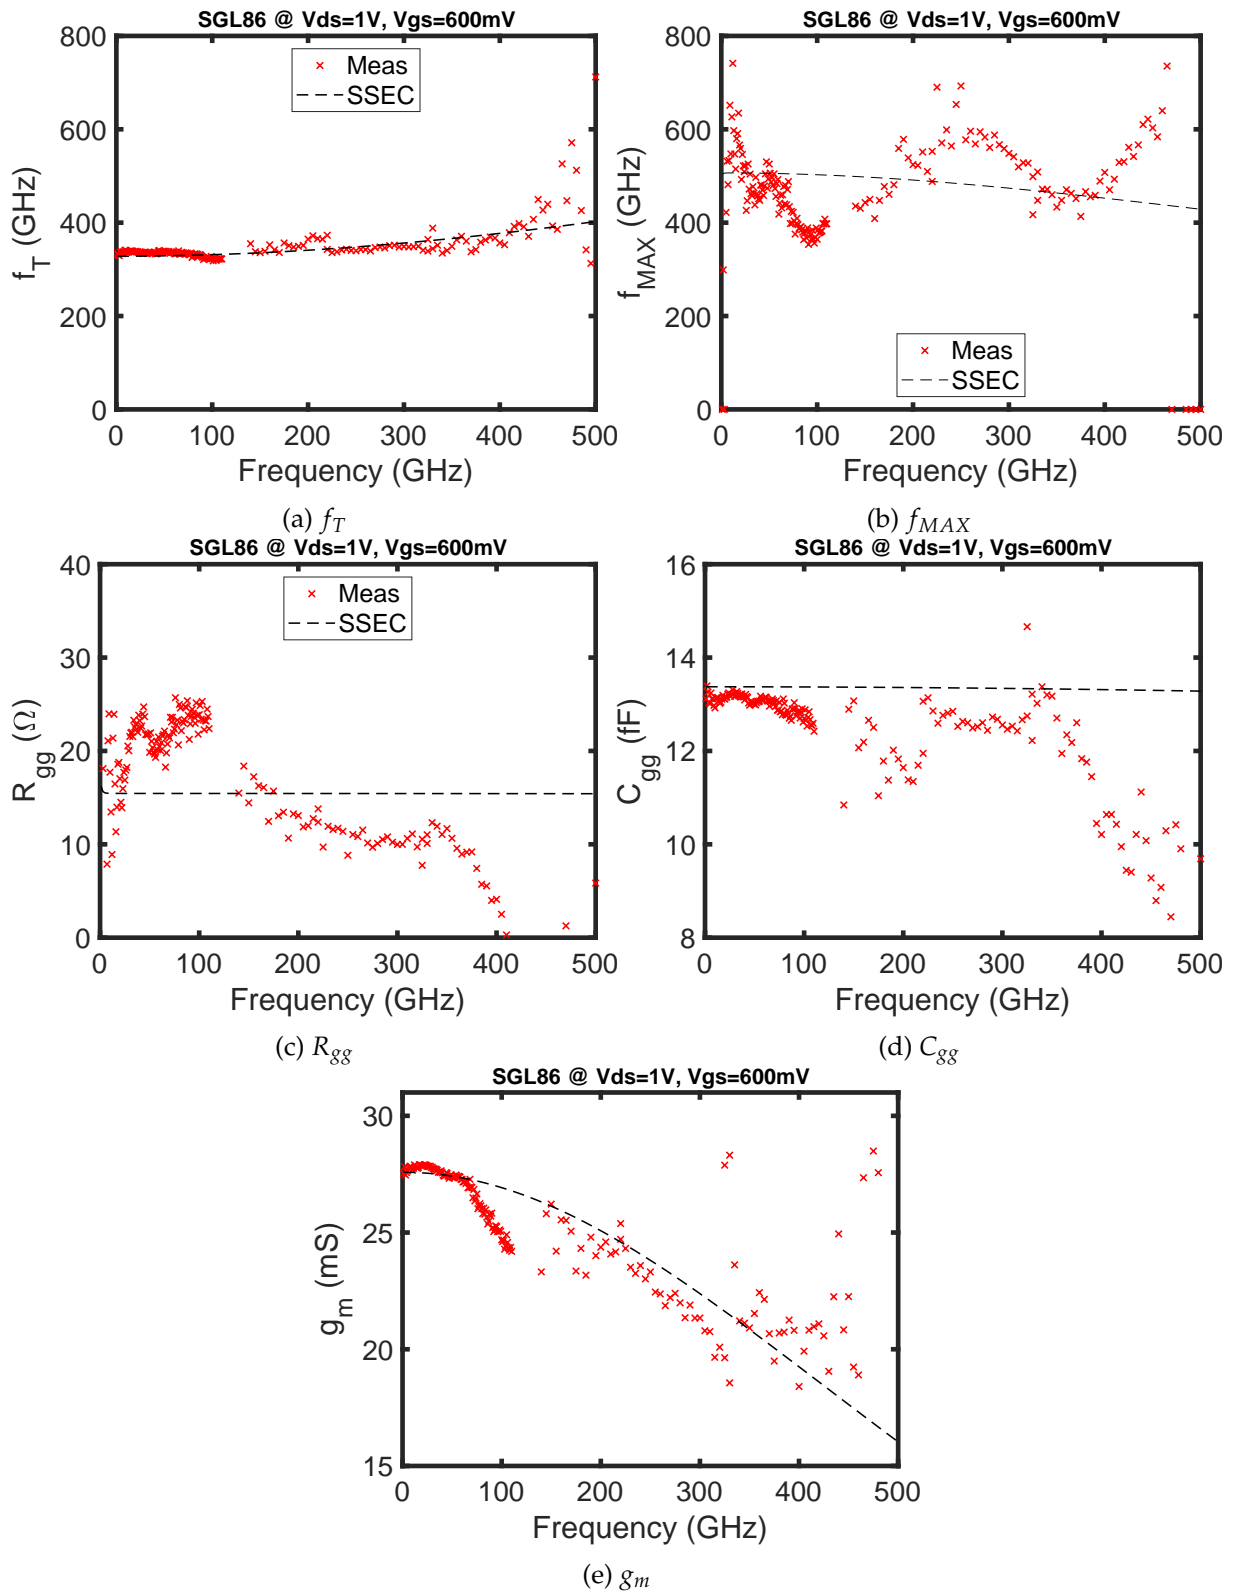 SGL86 @ Vds=1V, Vgs=600mV
800
600
400
200
0
f_T (GHz)
Meas
SSEC
0 100 200 300 400 500
Frequency (GHz)
(a) f_T
SGL86 @ Vds=1V, Vgs=600mV
800
600
400
200
0
f_MAX (GHz)
Meas
SSEC
0 100 200 300 400 500
Frequency (GHz)
(b) f_MAX
SGL86 @ Vds=1V, Vgs=600mV
40
30
20
10
0
R_gg (Ω)
Meas
SSEC
0 100 200 300 400 500
Frequency (GHz)
(c) R_gg
SGL86 @ Vds=1V, Vgs=600mV
16
14
12
10
8
C_gg (fF)
0 100 200 300 400 500
Frequency (GHz)
(d) C_gg
SGL86 @ Vds=1V, Vgs=600mV
30
25
20
15
g_m (mS)
0 100 200 300 400 500
Frequency (GHz)
(e) g_m